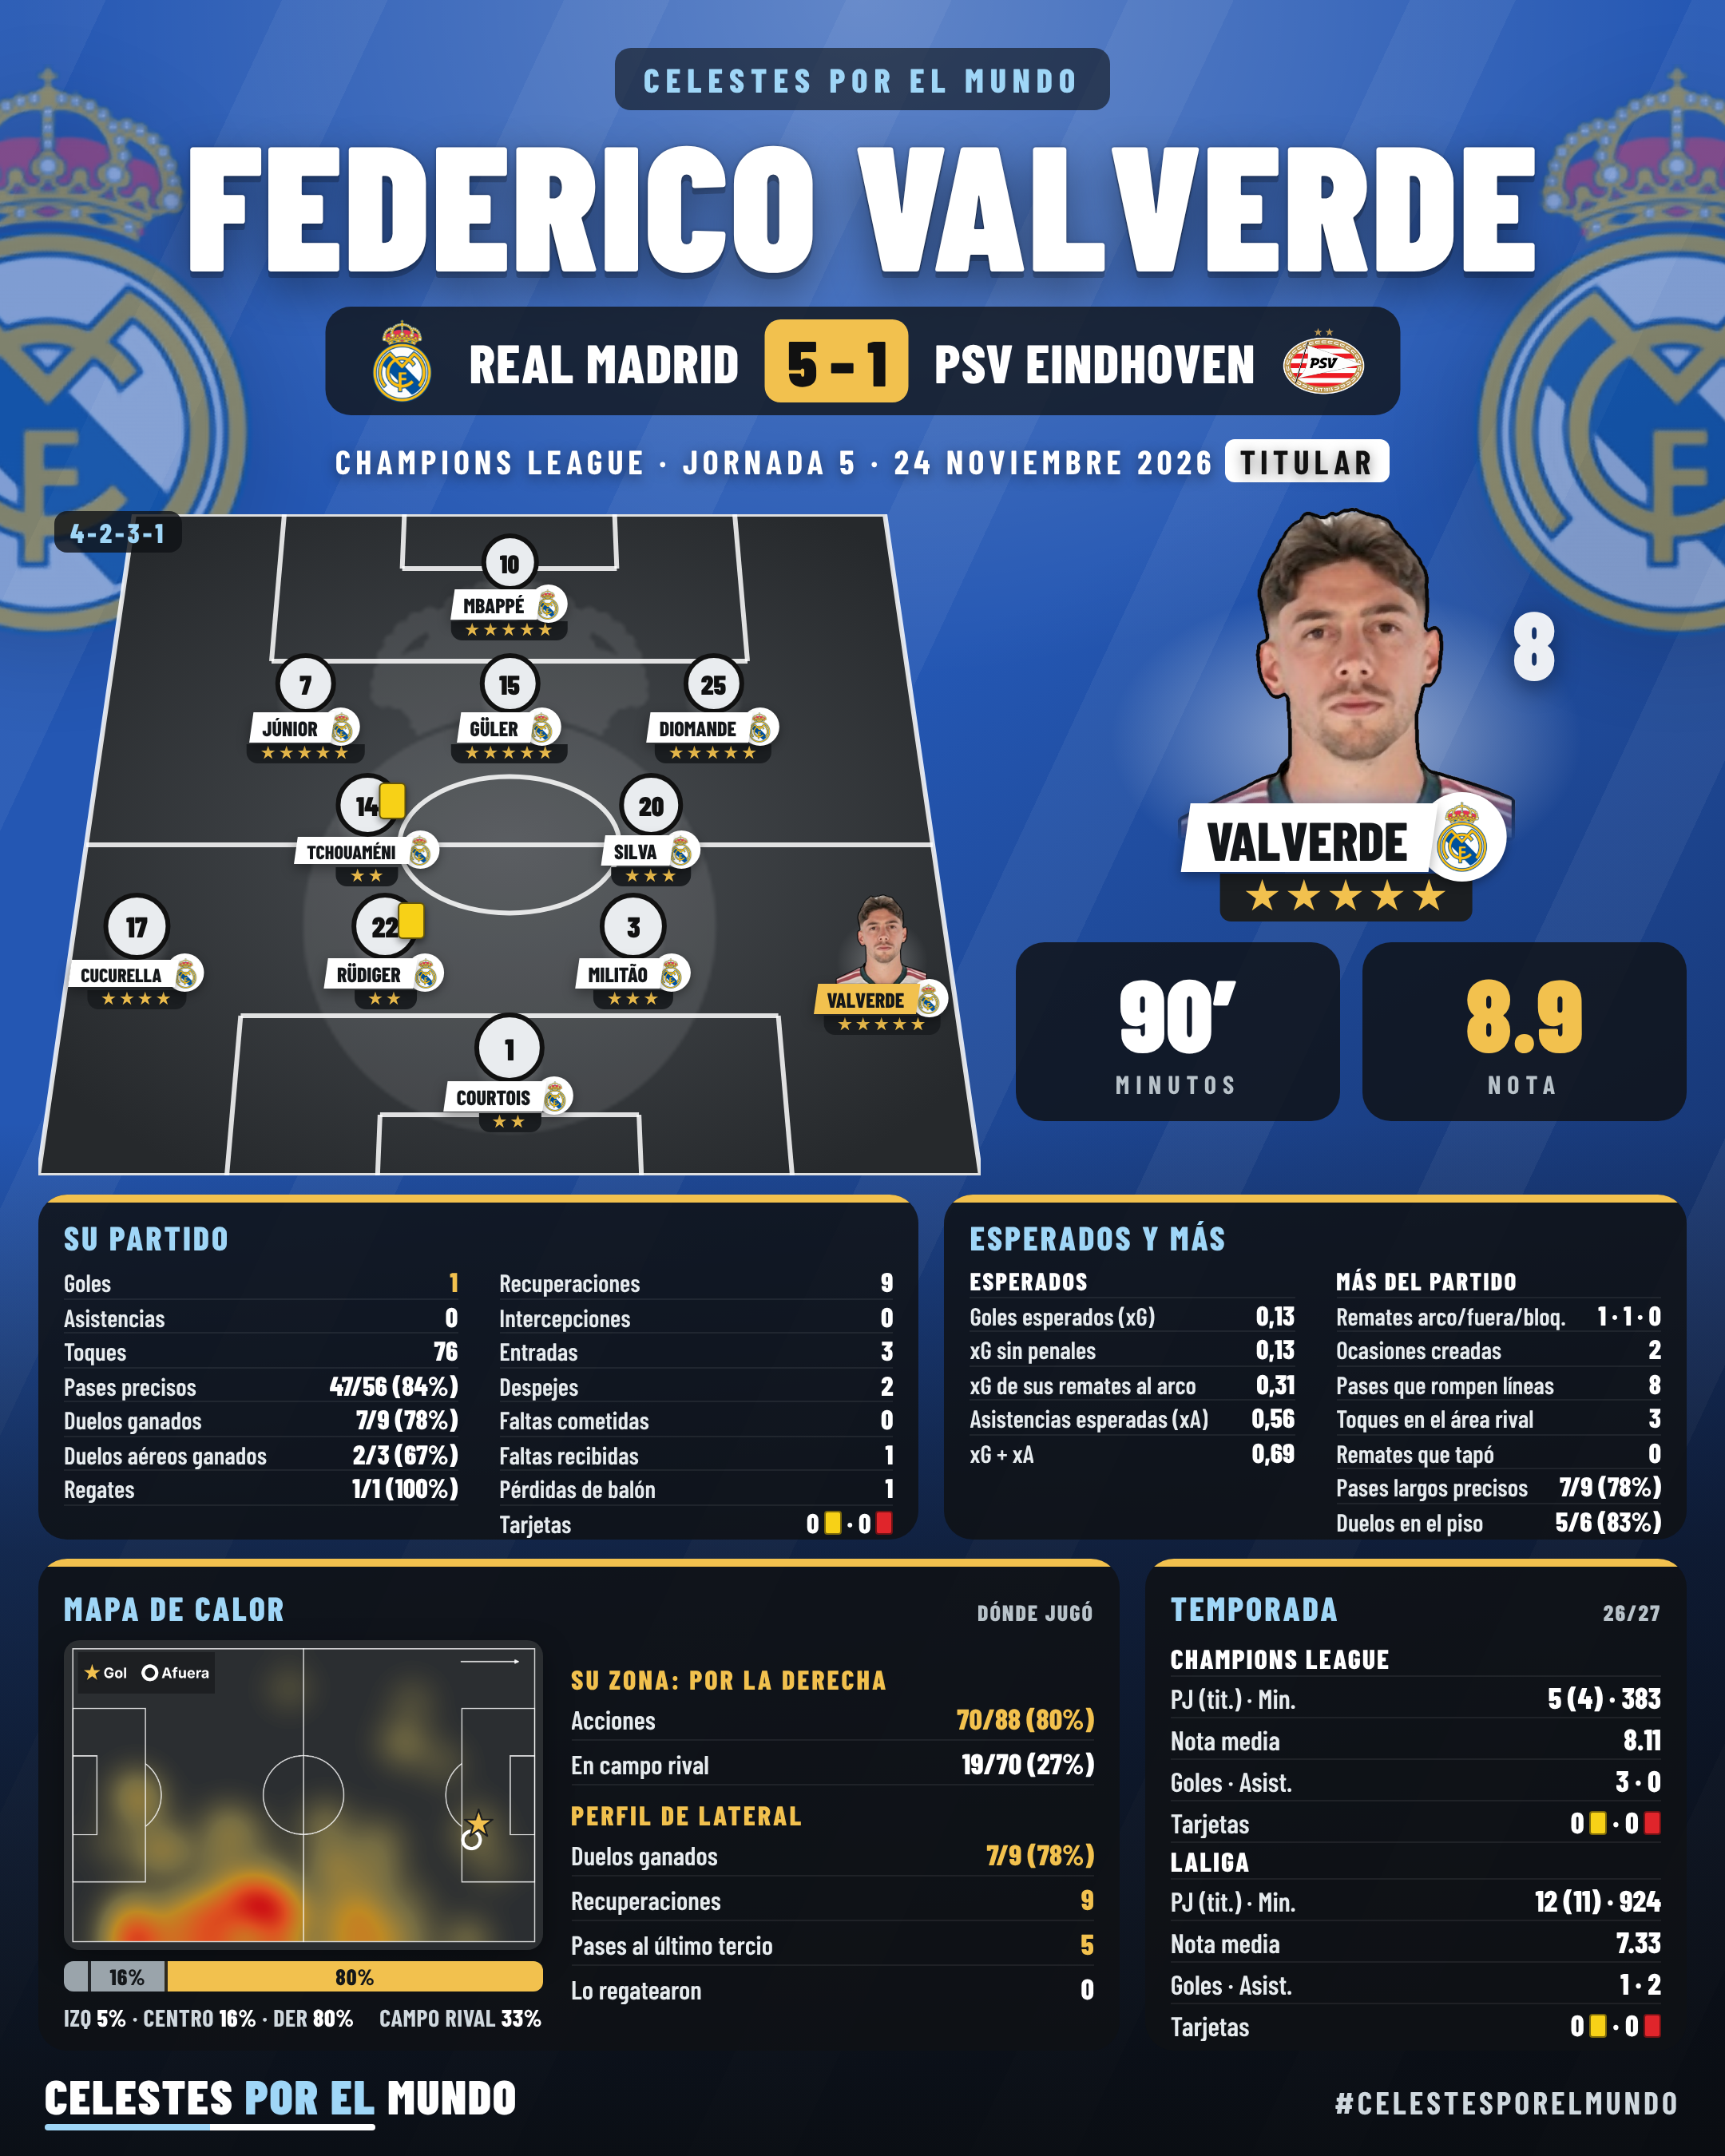 CELESTES POR EL MUNDO
FEDERICO VALVERDE
REAL MADRID 5 - 1 PSV EINDHOVEN PSV
CHAMPIONS LEAGUE · JORNADA 5 · 24 NOVIEMBRE 2026 TITULAR
4-2-3-1
10
MBAPPÉ
★★★★★
7 15 25
JÚNIOR GÜLER DIOMANDE
★★★★★ ★★★★★ ★★★★★
14 20
TCHOUAMÉNI SILVA
★★ ★★★
17 22 3
CUCURELLA RÜDIGER MILITÃO VALVERDE
★★★★ ★★ ★★★ ★★★★★
1
COURTOIS
★★
8
VALVERDE
★★★★★
90’ 8.9
MINUTOS NOTA
SU PARTIDO
Goles 1
Asistencias 0
Toques 76
Pases precisos 47/56 (84%)
Duelos ganados 7/9 (78%)
Duelos aéreos ganados 2/3 (67%)
Regates 1/1 (100%)
Recuperaciones 9
Intercepciones 0
Entradas 3
Despejes 2
Faltas cometidas 0
Faltas recibidas 1
Pérdidas de balón 1
Tarjetas 0 · 0
ESPERADOS Y MÁS
ESPERADOS
Goles esperados (xG) 0,13
xG sin penales 0,13
xG de sus remates al arco 0,31
Asistencias esperadas (xA) 0,56
xG + xA 0,69
MÁS DEL PARTIDO
Remates arco/fuera/bloq. 1 · 1 · 0
Ocasiones creadas 2
Pases que rompen líneas 8
Toques en el área rival 3
Remates que tapó 0
Pases largos precisos 7/9 (78%)
Duelos en el piso 5/6 (83%)
MAPA DE CALOR DÓNDE JUGÓ
★ Gol Afuera
16% 80%
IZQ 5% · CENTRO 16% · DER 80% CAMPO RIVAL 33%
SU ZONA: POR LA DERECHA
Acciones 70/88 (80%)
En campo rival 19/70 (27%)
PERFIL DE LATERAL
Duelos ganados 7/9 (78%)
Recuperaciones 9
Pases al último tercio 5
Lo regatearon 0
TEMPORADA 26/27
CHAMPIONS LEAGUE
PJ (tit.) · Min. 5 (4) · 383
Nota media 8.11
Goles · Asist. 3 · 0
Tarjetas 0 · 0
LALIGA
PJ (tit.) · Min. 12 (11) · 924
Nota media 7.33
Goles · Asist. 1 · 2
Tarjetas 0 · 0
CELESTES POR EL MUNDO #CELESTESPORELMUNDO